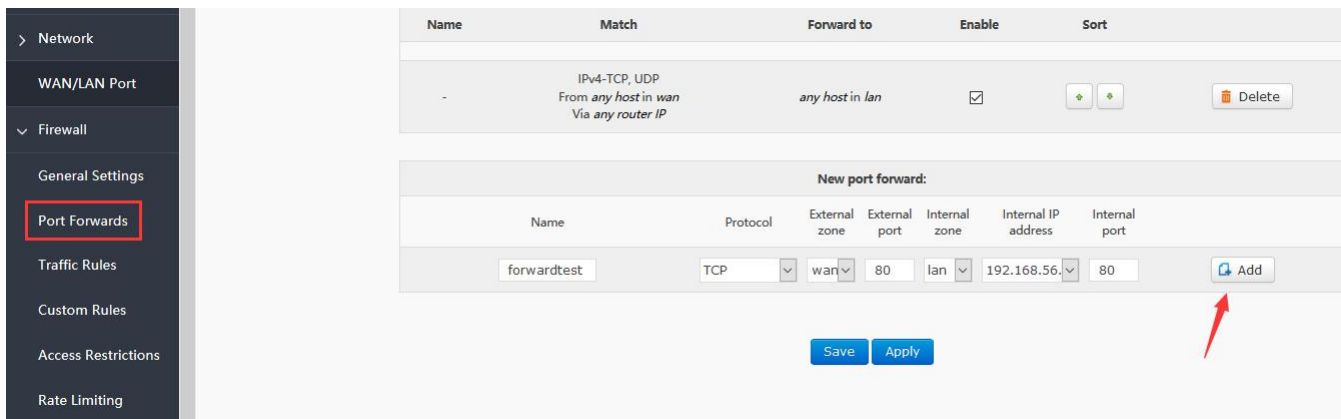 Network
WAN/LAN Port
Firewall
General Settings
Port Forwards
Traffic Rules
Custom Rules
Access Restrictions
Rate Limiting
Name Match Forward to Enable Sort
- IPv4-TCP, UDP
From any host in wan
Via any router IP
any host in lan
Delete
New port forward:
Name Protocol External zone External port Internal zone Internal IP address Internal port
forwardtest TCP wan 80 lan 192.168.56. 80 Add
Save Apply